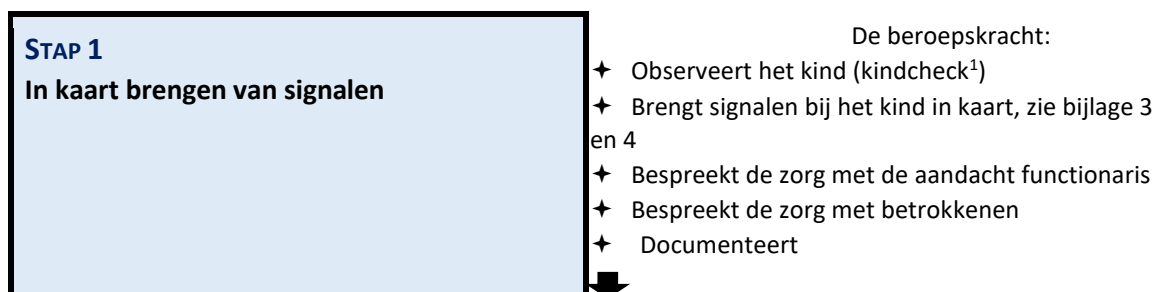 STAP 1
In kaart brengen van signalen
De beroepskracht:
✦ Observeert het kind (kindcheck¹)
✦ Brengt signalen bij het kind in kaart, zie bijlage 3
en 4
✦ Bespreekt de zorg met de aandacht functionaris
✦ Bespreekt de zorg met betrokkenen
✦ Documenteert